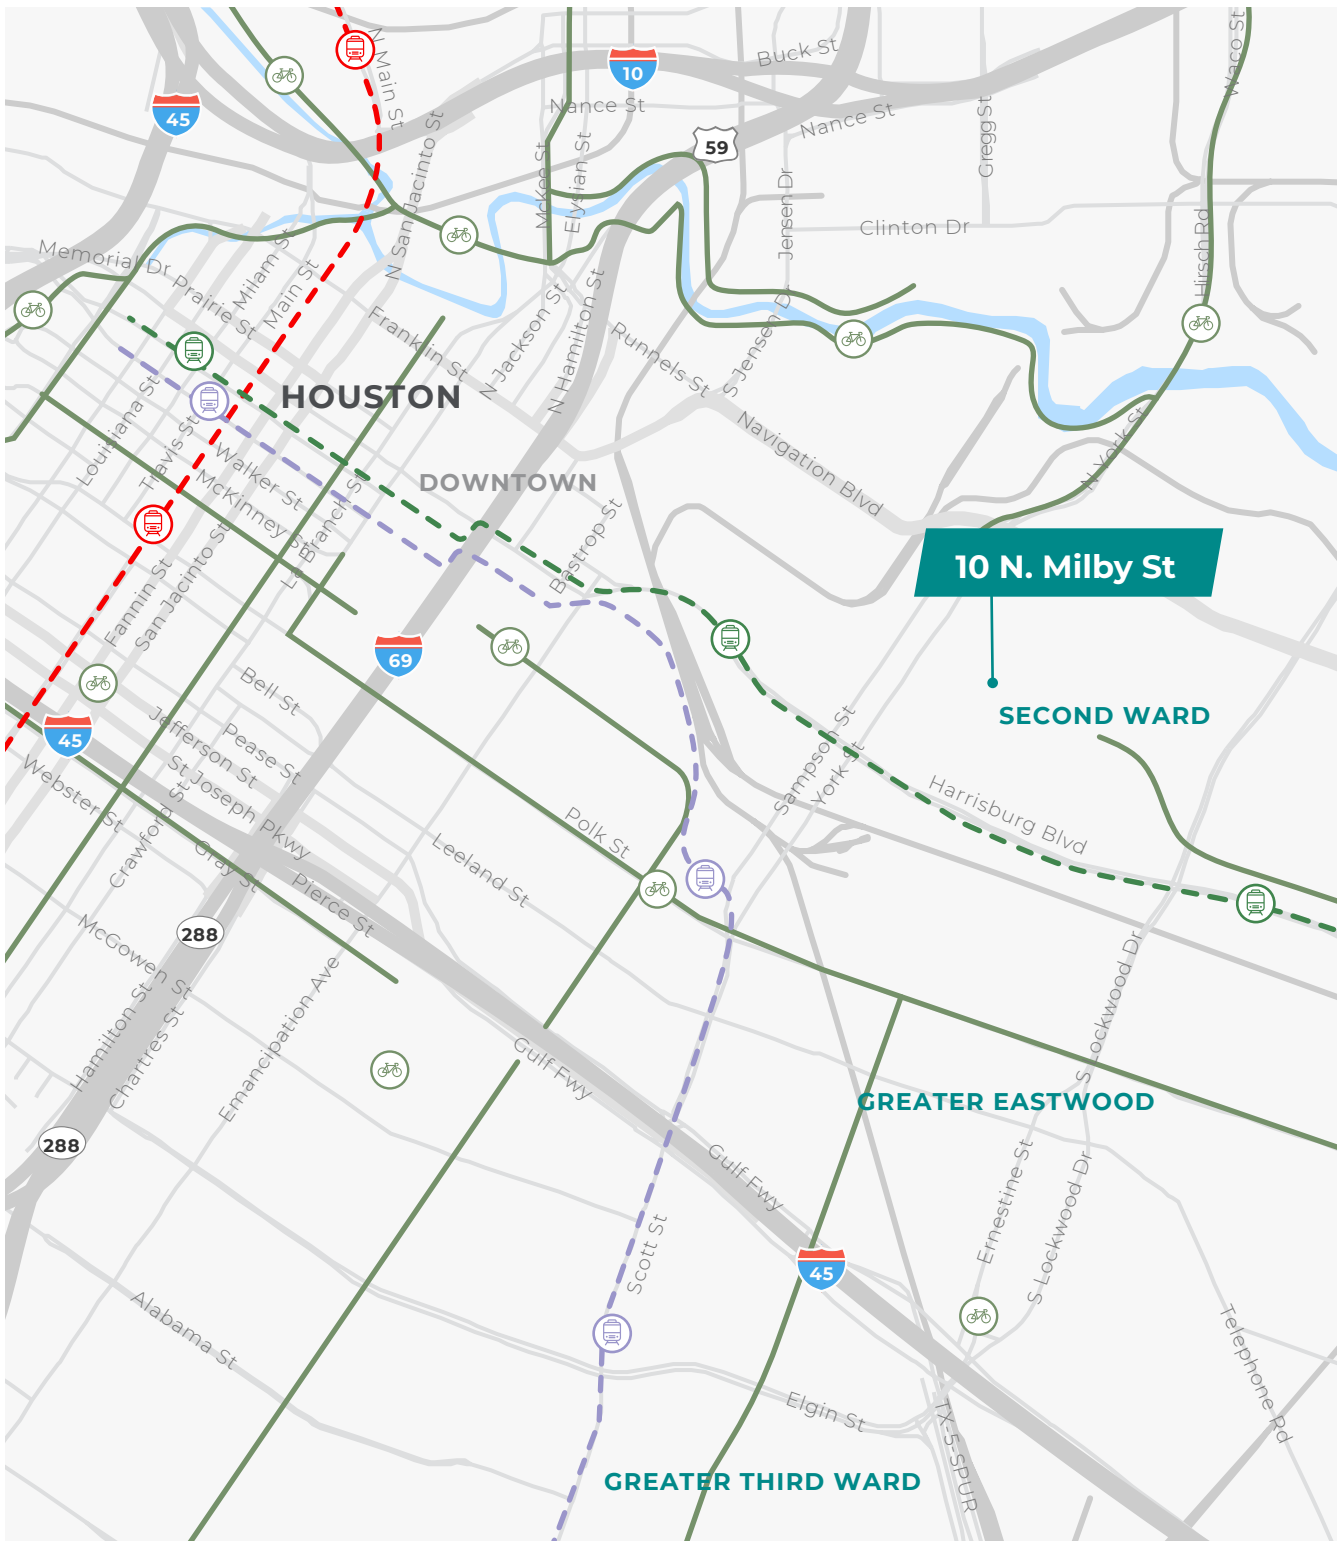 N Main St
45
10
Buck St
Nance St
Nance St
59
Waco St
Gregg St
N San Jacinto St
McKee St
Elysian St
Jensen Dr
Clinton Dr
Hirsch Rd
Memorial Dr
Prairie St
Milam St
Main St
Franklin St
N Jackson St
N Hamilton St
Runnels St
S Jensen Dr
HOUSTON
Louisiana St
Travis St
Walker St
McKinney St
La Branch St
DOWNTOWN
Navigation Blvd
N York St
Bastrop St
Fannin St
San Jacinto St
10 N. Milby St
69
Bell St
SECOND WARD
45
Jefferson St
Pease St
St Joseph Pkwy
Webster St
Crawford St
Sampson St
York St
Harrisburg Blvd
Polk St
Leeland St
Gray St
Pierce St
288
McGowen St
Emancipation Ave
S Lockwood Dr
Hamilton St
Chartres St
Gulf Fwy
GREATER EASTWOOD
288
Gulf Fwy
Ernestine St
S Lockwood Dr
Scott St
45
Alabama St
Telephone Rd
Elgin St
TX-5-SPUR
GREATER THIRD WARD